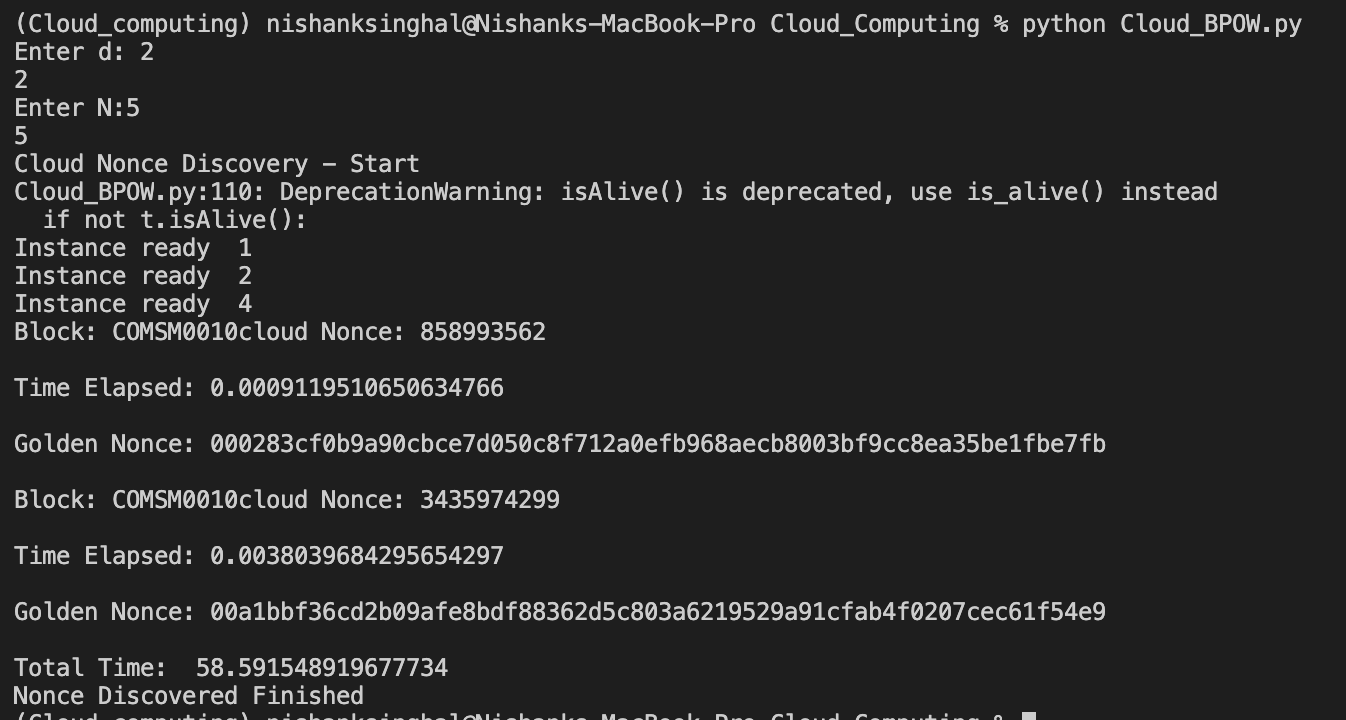 (Cloud_computing) nishanksinghal@Nishanks-MacBook-Pro Cloud_Computing % python Cloud_BPOW.py
Enter d: 2
2
Enter N:5
5
Cloud Nonce Discovery - Start
Cloud_BPOW.py:110: DeprecationWarning: isAlive() is deprecated, use is_alive() instead
  if not t.isAlive():
Instance ready  1
Instance ready  2
Instance ready  4
Block: COMSM0010cloud Nonce: 858993562
Time Elapsed: 0.0009119510650634766
Golden Nonce: 000283cf0b9a90cbce7d050c8f712a0efb968aecb8003bf9cc8ea35be1fbe7fb
Block: COMSM0010cloud Nonce: 3435974299
Time Elapsed: 0.0038039684295654297
Golden Nonce: 00a1bbf36cd2b09afe8bdf88362d5c803a6219529a91cfab4f0207cec61f54e9
Total Time:  58.591548919677734
Nonce Discovered Finished
(Cloud_computing) nishanksinghal@Nishanks-MacBook-Pro Cloud_Computing %